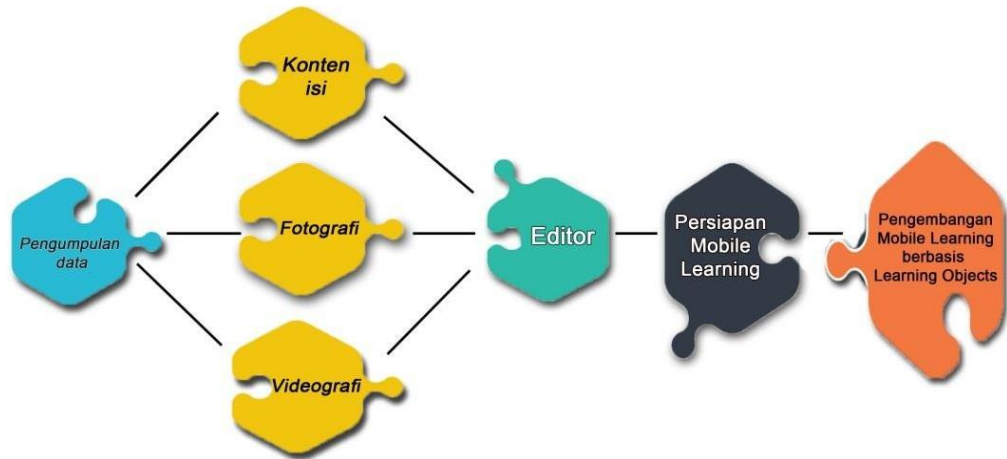 Pengumpulan
data
Konten
isi
Fotografi
Videografi
Editor
Persiapan
Mobile
Learning
Pengembangan
Mobile Learning
berbasis
Learning Objects